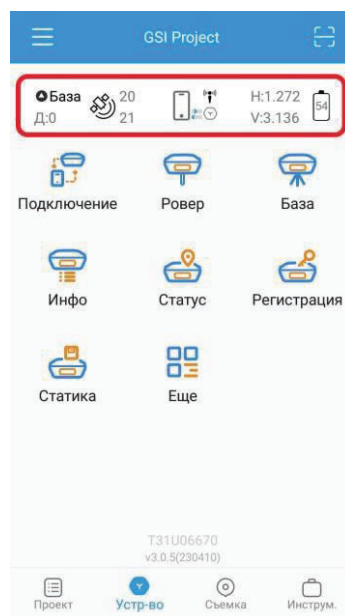 GSI Project
База 20 H:1.272 54
Д:0 21 V:3.136
Подключение Ровер База
Инфо Статус Регистрация
Статика Еще
T31U06670
v3.0.5(230410)
Проект Устр-во Съемка Инструм.